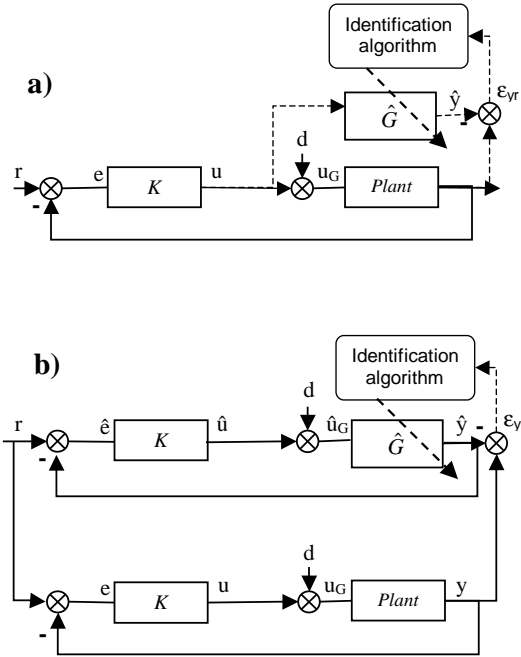 Identification
algorithm
a)
ŷ
ε_yr
Ĝ
-
d
r
e
K
u
u_G
Plant
-
Identification
algorithm
b)
d
r
ê
K
û
û_G
Ĝ
ŷ
-
ε_y
-
d
e
K
u
u_G
Plant
y
-